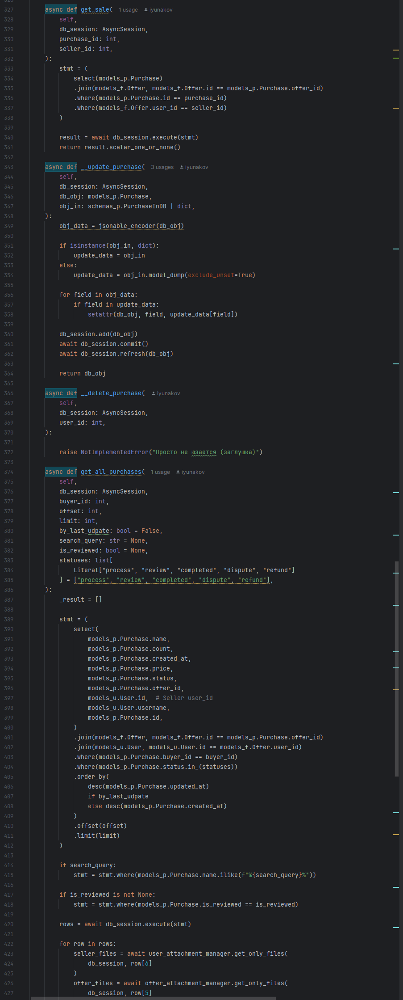 327 async def get_sale( 1 usage iyunakov
328 self,
329 db_session: AsyncSession,
330 purchase_id: int,
331 seller_id: int,
332 ):
333 stmt = (
334 select(models_p.Purchase)
335 .join(models_f.Offer, models_f.Offer.id == models_p.Purchase.offer_id)
336 .where(models_p.Purchase.id == purchase_id)
337 .where(models_f.Offer.user_id == seller_id)
338 )
339
340 result = await db_session.execute(stmt)
341 return result.scalar_one_or_none()
342
343 async def __update_purchase( 3 usages iyunakov
344 self,
345 db_session: AsyncSession,
346 db_obj: models_p.Purchase,
347 obj_in: schemas_p.PurchaseInDB | dict,
348 ):
349 obj_data = jsonable_encoder(db_obj)
350
351 if isinstance(obj_in, dict):
352 update_data = obj_in
353 else:
354 update_data = obj_in.model_dump(exclude_unset=True)
355
356 for field in obj_data:
357 if field in update_data:
358 setattr(db_obj, field, update_data[field])
359
360 db_session.add(db_obj)
361 await db_session.commit()
362 await db_session.refresh(db_obj)
363
364 return db_obj
365
366 async def __delete_purchase( iyunakov
367 self,
368 db_session: AsyncSession,
369 user_id: int,
370 ):
371
372 raise NotImplementedError("Просто не юзается (заглушка)")
373
374 async def get_all_purchases( 1 usage iyunakov
375 self,
376 db_session: AsyncSession,
377 buyer_id: int,
378 offset: int,
379 limit: int,
380 by_last_udpate: bool = False,
381 search_query: str = None,
382 is_reviewed: bool = None,
383 statuses: list[
384 Literal["process", "review", "completed", "dispute", "refund"]
385 ] = ["process", "review", "completed", "dispute", "refund"],
386 ):
387 _result = []
388
389 stmt = (
390 select(
391 models_p.Purchase.name,
392 models_p.Purchase.count,
393 models_p.Purchase.created_at,
394 models_p.Purchase.price,
395 models_p.Purchase.status,
396 models_p.Purchase.offer_id,
397 models_u.User.id, # Seller user_id
398 models_u.User.username,
399 models_p.Purchase.id,
400 )
401 .join(models_f.Offer, models_f.Offer.id == models_p.Purchase.offer_id)
402 .join(models_u.User, models_u.User.id == models_f.Offer.user_id)
403 .where(models_p.Purchase.buyer_id == buyer_id)
404 .where(models_p.Purchase.status.in_(statuses))
405 .order_by(
406 desc(models_p.Purchase.updated_at)
407 if by_last_udpate
408 else desc(models_p.Purchase.created_at)
409 )
410 .offset(offset)
411 .limit(limit)
412 )
413
414 if search_query:
415 stmt = stmt.where(models_p.Purchase.name.ilike(f"%{search_query}%"))
416
417 if is_reviewed is not None:
418 stmt = stmt.where(models_p.Purchase.is_reviewed == is_reviewed)
419
420 rows = await db_session.execute(stmt)
421
422 for row in rows:
423 seller_files = await user_attachment_manager.get_only_files(
424 db_session, row[6]
425 )
426 offer_files = await offer_attachment_manager.get_only_files(
427 db_session, row[5]